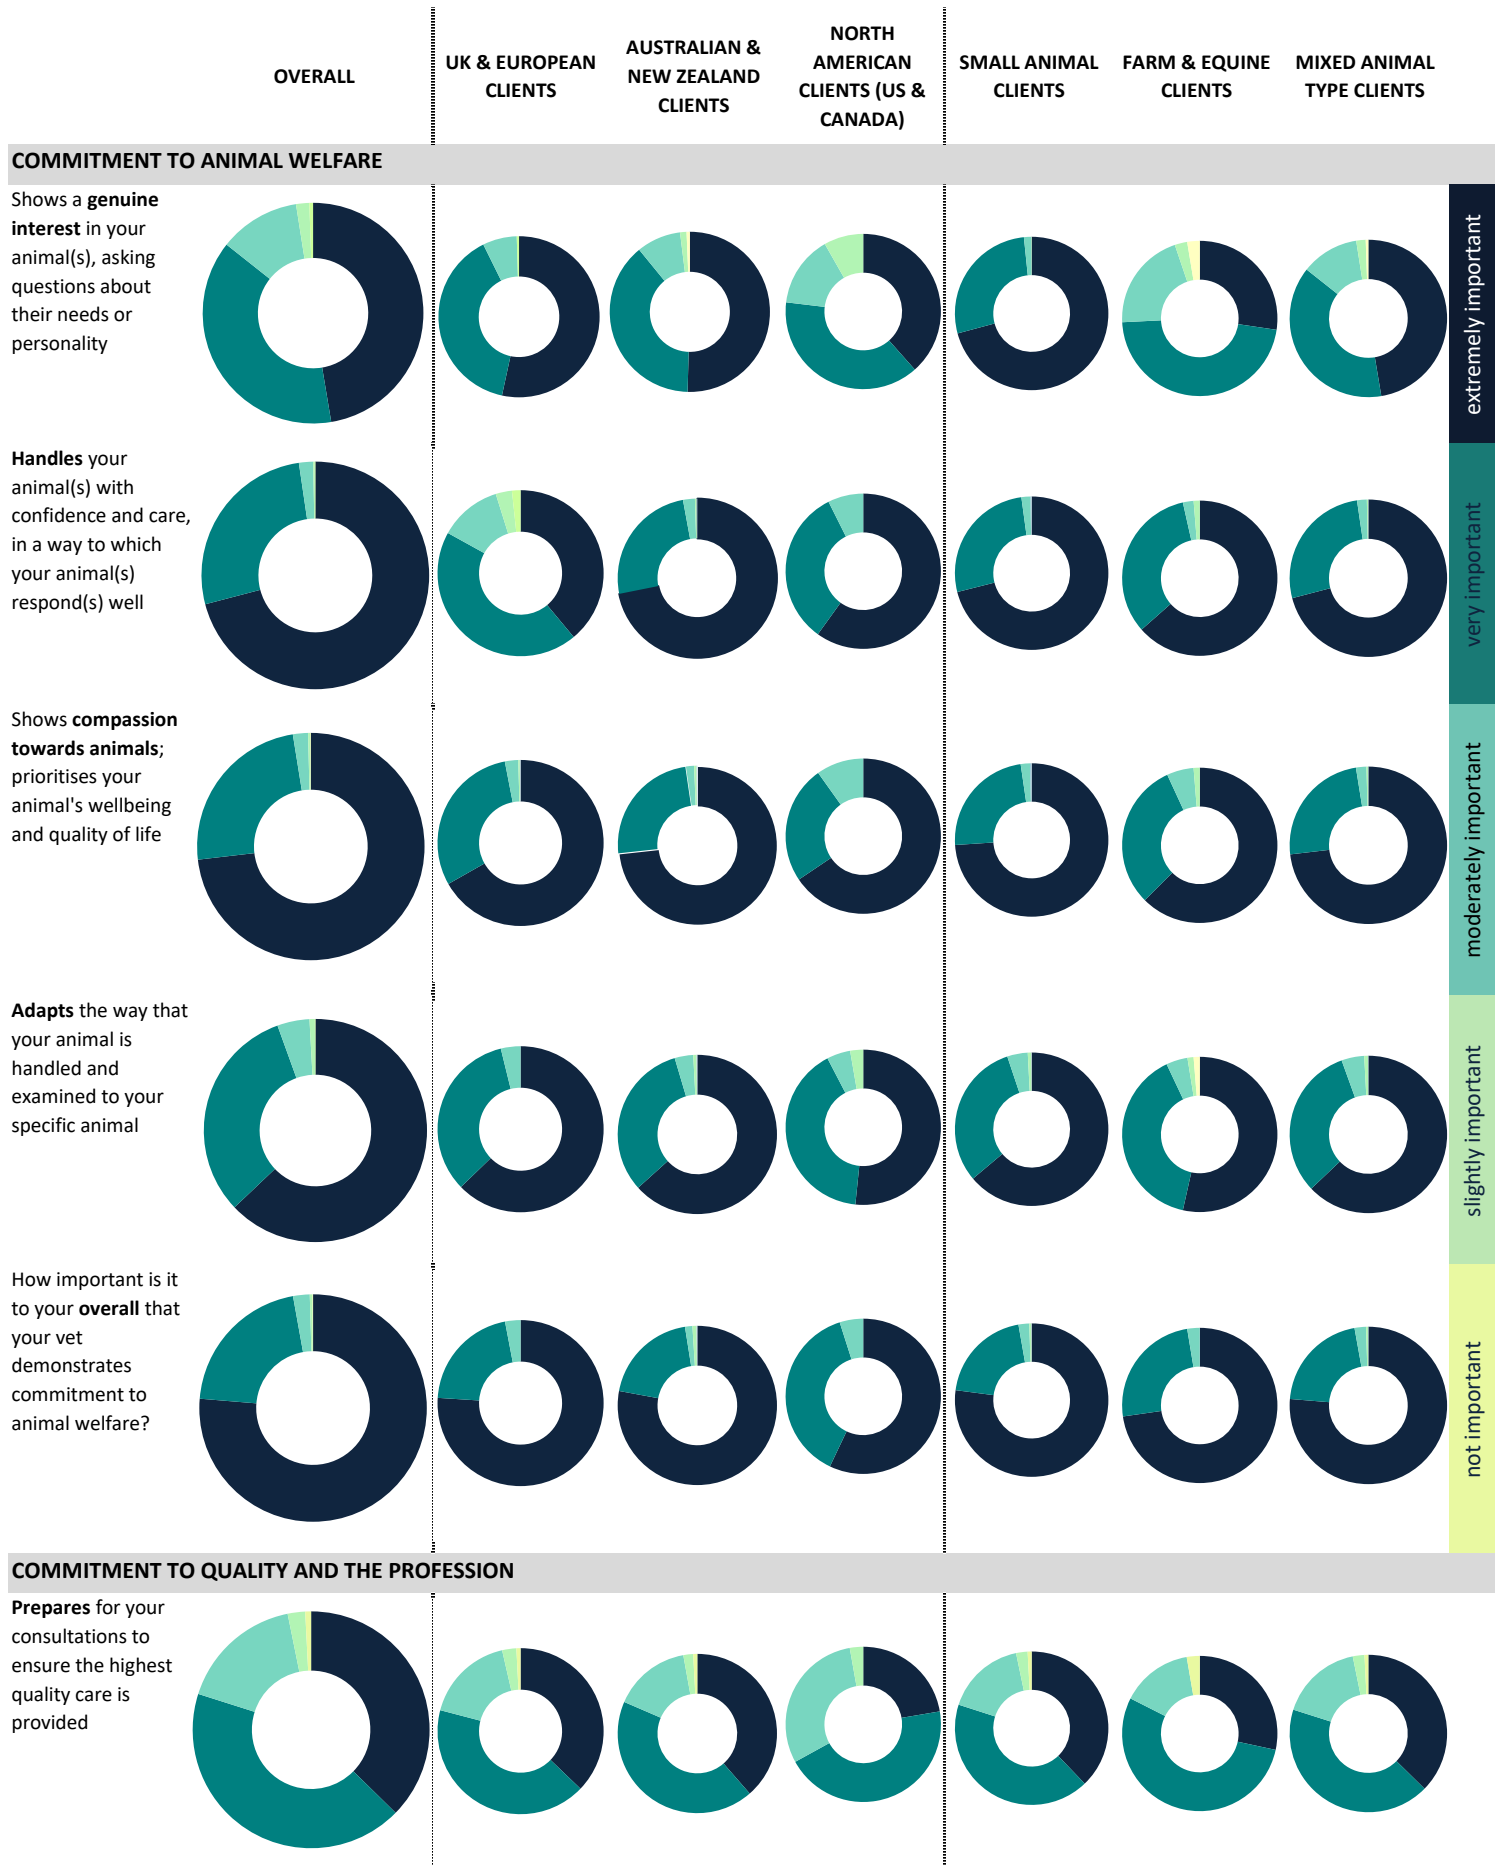 OVERALL
UK & EUROPEAN
CLIENTS
AUSTRALIAN &
NEW ZEALAND
CLIENTS
NORTH
AMERICAN
CLIENTS (US &
CANADA)
SMALL ANIMAL
CLIENTS
FARM & EQUINE
CLIENTS
MIXED ANIMAL
TYPE CLIENTS
COMMITMENT TO ANIMAL WELFARE
Shows a genuine
interest in your
animal(s), asking
questions about
their needs or
personality
extremely important
Handles your
animal(s) with
confidence and care,
in a way to which
your animal(s)
respond(s) well
very important
Shows compassion
towards animals;
prioritises your
animal's wellbeing
and quality of life
moderately important
Adapts the way that
your animal is
handled and
examined to your
specific animal
slightly important
How important is it
to your overall that
your vet
demonstrates
commitment to
animal welfare?
not important
COMMITMENT TO QUALITY AND THE PROFESSION
Prepares for your
consultations to
ensure the highest
quality care is
provided